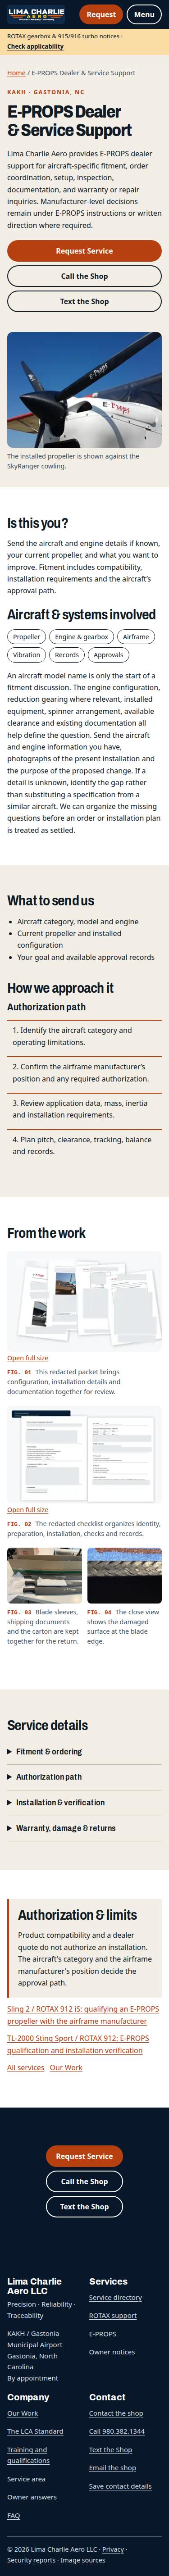 LIMA CHARLIE
AERO
Request
Menu
ROTAX gearbox & 915/916 turbo notices ·
Check applicability
Home / E-PROPS Dealer & Service Support
KAKH · GASTONIA, NC
E-PROPS Dealer
& Service Support
Lima Charlie Aero provides E-PROPS dealer
support for aircraft-specific fitment, order
coordination, setup, inspection,
documentation, and warranty or repair
inquiries. Manufacturer-level decisions
remain under E-PROPS instructions or written
direction where required.
Request Service
Call the Shop
Text the Shop
The installed propeller is shown against the
SkyRanger cowling.
Is this you?
Send the aircraft and engine details if known,
your current propeller, and what you want to
improve. Fitment includes compatibility,
installation requirements and the aircraft's
approval path.
Aircraft & systems involved
Propeller
Engine & gearbox
Airframe
Vibration
Records
Approvals
An aircraft model name is only the start of a
fitment discussion. The engine configuration,
reduction gearing where relevant, installed
equipment, spinner arrangement, available
clearance and existing documentation all
help define the question. Send the aircraft
and engine information you have,
photographs of the present installation and
the purpose of the proposed change. If a
detail is unknown, identify the gap rather
than substituting a specification from a
similar aircraft. We can organize the missing
questions before an order or installation plan
is treated as settled.
What to send us
• Aircraft category, model and engine
• Current propeller and installed
configuration
• Your goal and available approval records
How we approach it
Authorization path
1. Identify the aircraft category and
operating limitations.
2. Confirm the airframe manufacturer's
position and any required authorization.
3. Review application data, mass, inertia
and installation requirements.
4. Plan pitch, clearance, tracking, balance
and records.
From the work
Open full size
FIG. 01 This redacted packet brings
configuration, installation details and
documentation together for review.
Open full size
FIG. 02 The redacted checklist organizes identity,
preparation, installation, checks and records.
FIG. 03 Blade sleeves,
shipping documents
and the carton are kept
together for the return.
FIG. 04 The close view
shows the damaged
surface at the blade
edge.
Service details
Fitment & ordering
Authorization path
Installation & verification
Warranty, damage & returns
Authorization & limits
Product compatibility and a dealer
quote do not authorize an installation.
The aircraft's category and the airframe
manufacturer's position decide the
approval path.
Sling 2 / ROTAX 912 iS: qualifying an E-PROPS
propeller with the airframe manufacturer
TL-2000 Sting Sport / ROTAX 912: E-PROPS
qualification and installation verification
All services Our Work
Request Service
Call the Shop
Text the Shop
Lima Charlie
Aero LLC
Precision · Reliability ·
Traceability
KAKH / Gastonia
Municipal Airport
Gastonia, North
Carolina
By appointment
Services
Service directory
ROTAX support
E-PROPS
Owner notices
Company
Our Work
The LCA Standard
Training and
qualifications
Service area
Owner answers
FAQ
Contact
Contact the shop
Call 980.382.1344
Text the Shop
Email the shop
Save contact details
© 2026 Lima Charlie Aero LLC · Privacy ·
Security reports · Image sources